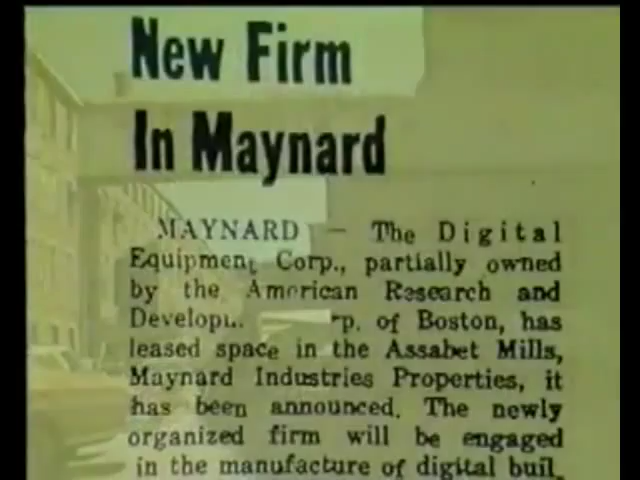 New Firm
In Maynard
MAYNARD — The Digital
Equipment Corp., partially owned
by the American Research and
of Boston, has
leased space in the Assabet Mills,
Maynard Industries Properties, it
has been announced. The newly
organized firm will be engaged
in the manufacture of digital